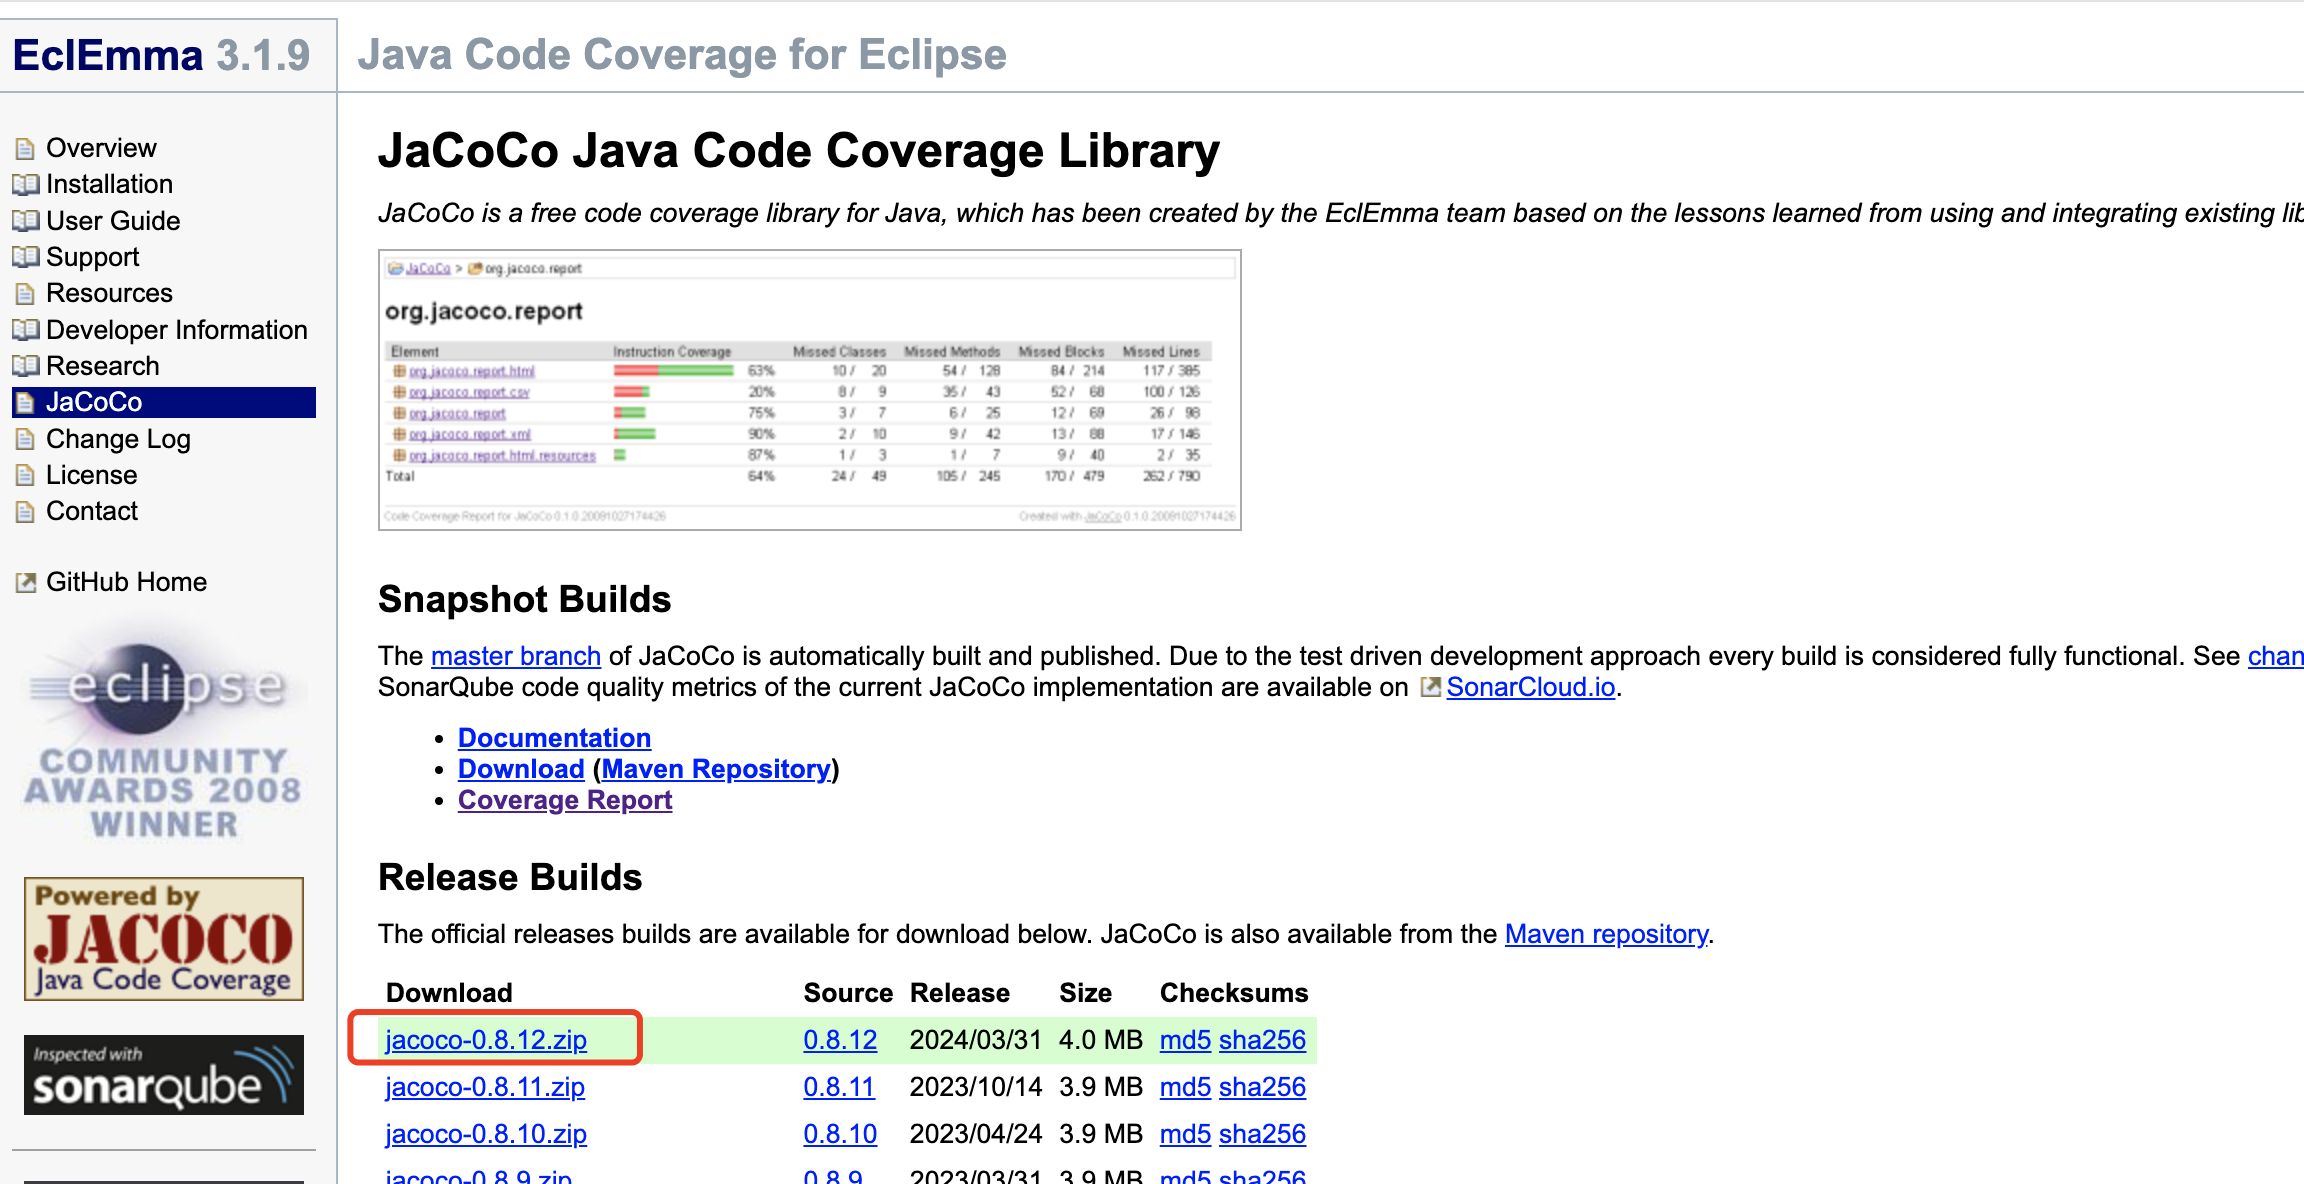 EclEmma 3.1.9
Java Code Coverage for Eclipse
Overview
Installation
User Guide
Support
Resources
Developer Information
Research
JaCoCo
Change Log
License
Contact
GitHub Home
eclipse
COMMUNITY
AWARDS 2008
WINNER
Powered by
JACOCO
Java Code Coverage
Inspected with
sonarqube
JaCoCo Java Code Coverage Library
JaCoCo is a free code coverage library for Java, which has been created by the EclEmma team based on the lessons learned from using and integrating existing lib
JaCoCo > org.jacoco.report
org.jacoco.report
Element Instruction Coverage Missed Classes Missed Methods Missed Blocks Missed Lines
org.jacoco.report.html 63% 10 / 20 54 / 128 84 / 214 117 / 385
org.jacoco.report.csv 20% 8 / 9 35 / 43 52 / 68 100 / 126
org.jacoco.report 75% 3 / 7 6 / 25 12 / 69 26 / 98
org.jacoco.report.xml 90% 2 / 10 9 / 42 13 / 88 17 / 146
org.jacoco.report.html.resources 87% 1 / 3 1 / 7 9 / 40 2 / 35
Total 64% 24 / 49 105 / 245 170 / 479 262 / 790
Code Coverage Report for JaCoCo 0.1.0.20091027174426
Created with JaCoCo 0.1.0.20091027174426
Snapshot Builds
The master branch of JaCoCo is automatically built and published. Due to the test driven development approach every build is considered fully functional. See chan
SonarQube code quality metrics of the current JaCoCo implementation are available on SonarCloud.io.
• Documentation
• Download (Maven Repository)
• Coverage Report
Release Builds
The official releases builds are available for download below. JaCoCo is also available from the Maven repository.
Download Source Release Size Checksums
jacoco-0.8.12.zip 0.8.12 2024/03/31 4.0 MB md5 sha256
jacoco-0.8.11.zip 0.8.11 2023/10/14 3.9 MB md5 sha256
jacoco-0.8.10.zip 0.8.10 2023/04/24 3.9 MB md5 sha256
jacoco-0.8.9.zip 0.8.9 2023/03/31 3.9 MB md5 sha256